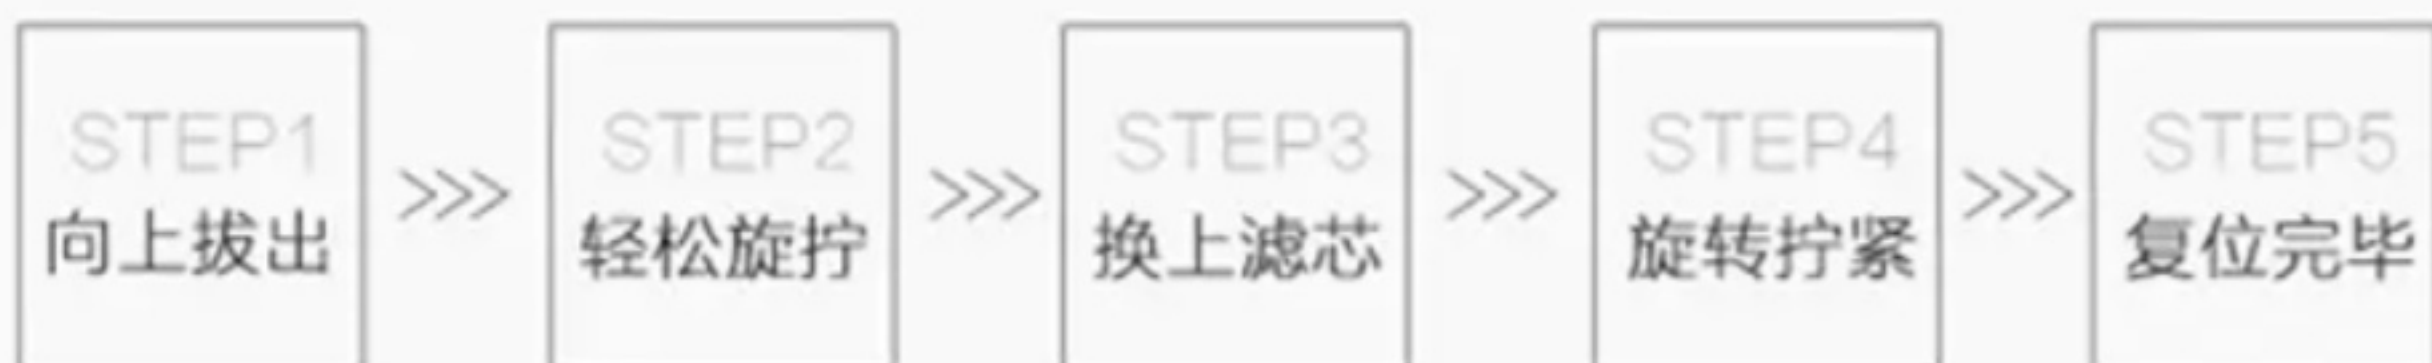 STEP1
向上拔出
>>>
STEP2
轻松旋拧
>>>
STEP3
换上滤芯
>>>
STEP4
旋转拧紧
>>>
STEP5
复位完毕